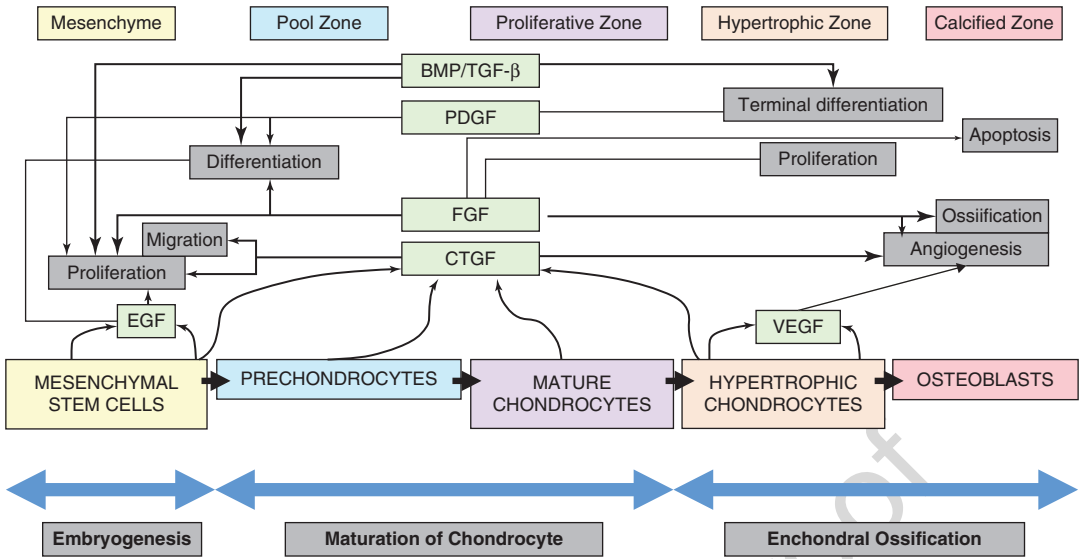 Mesenchyme
Pool Zone
Proliferative Zone
Hypertrophic Zone
Calcified Zone
BMP/TGF-β
Terminal differentiation
PDGF
Apoptosis
Differentiation
Proliferation
FGF
Ossiification
Migration
Angiogenesis
CTGF
Proliferation
EGF
VEGF
MESENCHYMAL
STEM CELLS
PRECHONDROCYTES
MATURE
CHONDROCYTES
HYPERTROPHIC
CHONDROCYTES
OSTEOBLASTS
of
Embryogenesis
Maturation of Chondrocyte
Enchondral Ossification